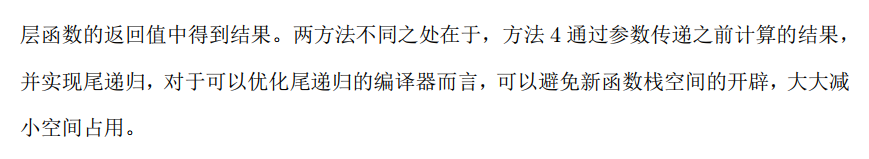 层函数的返回值中得到结果。两方法不同之处在于，方法 4 通过参数传递之前计算的结果，
并实现尾递归，对于可以优化尾递归的编译器而言，可以避免新函数栈空间的开辟，大大减
小空间占用。